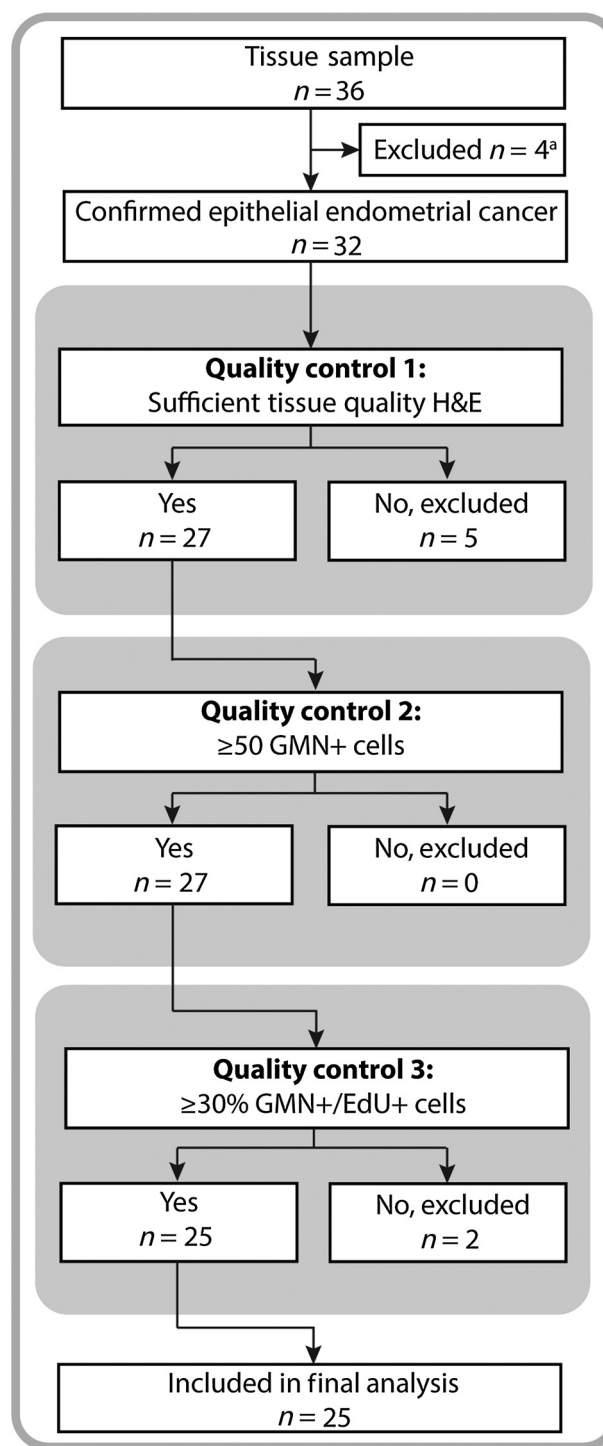 Tissue sample
n = 36
Excluded n = 4ᵃ
Confirmed epithelial endometrial cancer
n = 32
Quality control 1:
Sufficient tissue quality H&E
Yes
n = 27
No, excluded
n = 5
Quality control 2:
≥50 GMN+ cells
Yes
n = 27
No, excluded
n = 0
Quality control 3:
≥30% GMN+/EdU+ cells
Yes
n = 25
No, excluded
n = 2
Included in final analysis
n = 25